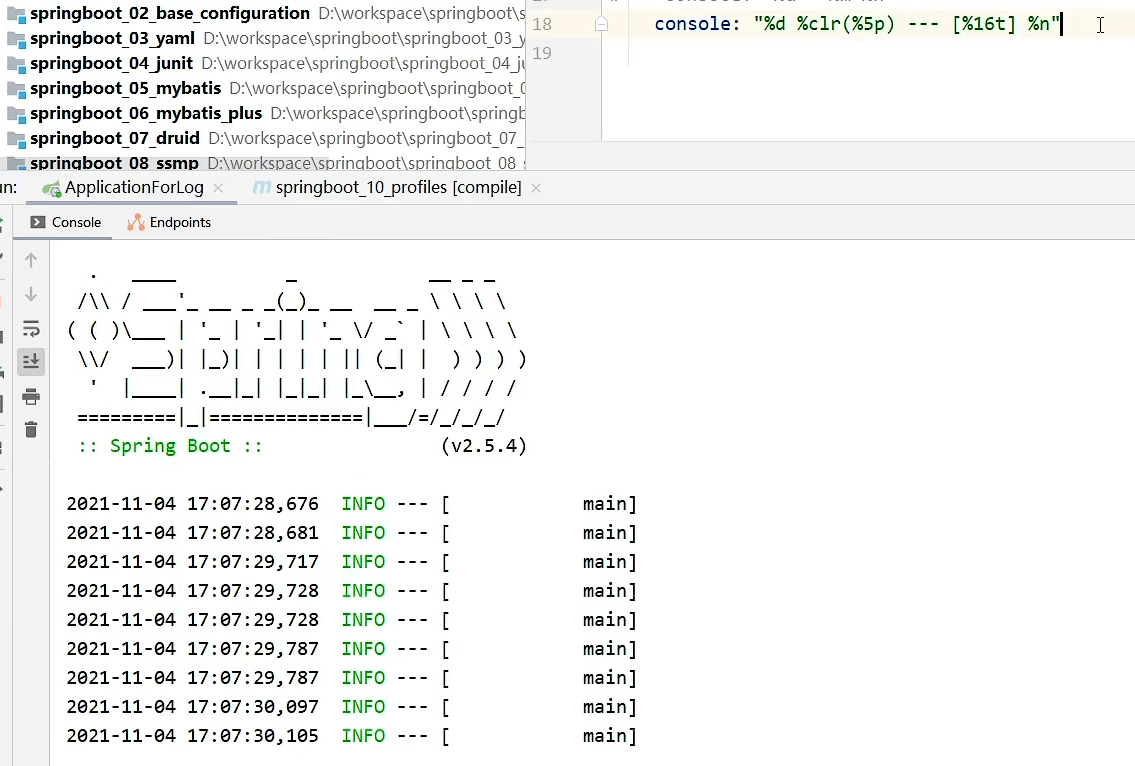 springboot_02_base_configuration D:\workspace\springboot\s
springboot_03_yaml D:\workspace\springboot\springboot_03_y
springboot_04_junit D:\workspace\springboot\springboot_04_ju
springboot_05_mybatis D:\workspace\springboot\springboot_0
springboot_06_mybatis_plus D:\workspace\springboot\springb
springboot_07_druid D:\workspace\springboot\springboot_07_
springboot_08_ssmp D:\workspace\springboot\springboot_08_s
18 console: "%d %clr(%5p) --- [%16t] %n"
19
un: ApplicationForLog × springboot_10_profiles [compile] ×
Console Endpoints
  .   ____          _            __ _ _
 /\\ / ___'_ __ _ _(_)_ __  __ _ \ \ \ \
( ( )\___ | '_ | '_| | '_ \/ _` | \ \ \ \
 \\/  ___)| |_)| | | | | || (_| |  ) ) ) )
  '  |____| .__|_| |_|_| |_\__, | / / / /
 =========|_|==============|___/=/_/_/_/
 :: Spring Boot ::                (v2.5.4)
2021-11-04 17:07:28,676  INFO --- [            main]
2021-11-04 17:07:28,681  INFO --- [            main]
2021-11-04 17:07:29,717  INFO --- [            main]
2021-11-04 17:07:29,728  INFO --- [            main]
2021-11-04 17:07:29,728  INFO --- [            main]
2021-11-04 17:07:29,787  INFO --- [            main]
2021-11-04 17:07:29,787  INFO --- [            main]
2021-11-04 17:07:30,097  INFO --- [            main]
2021-11-04 17:07:30,105  INFO --- [            main]